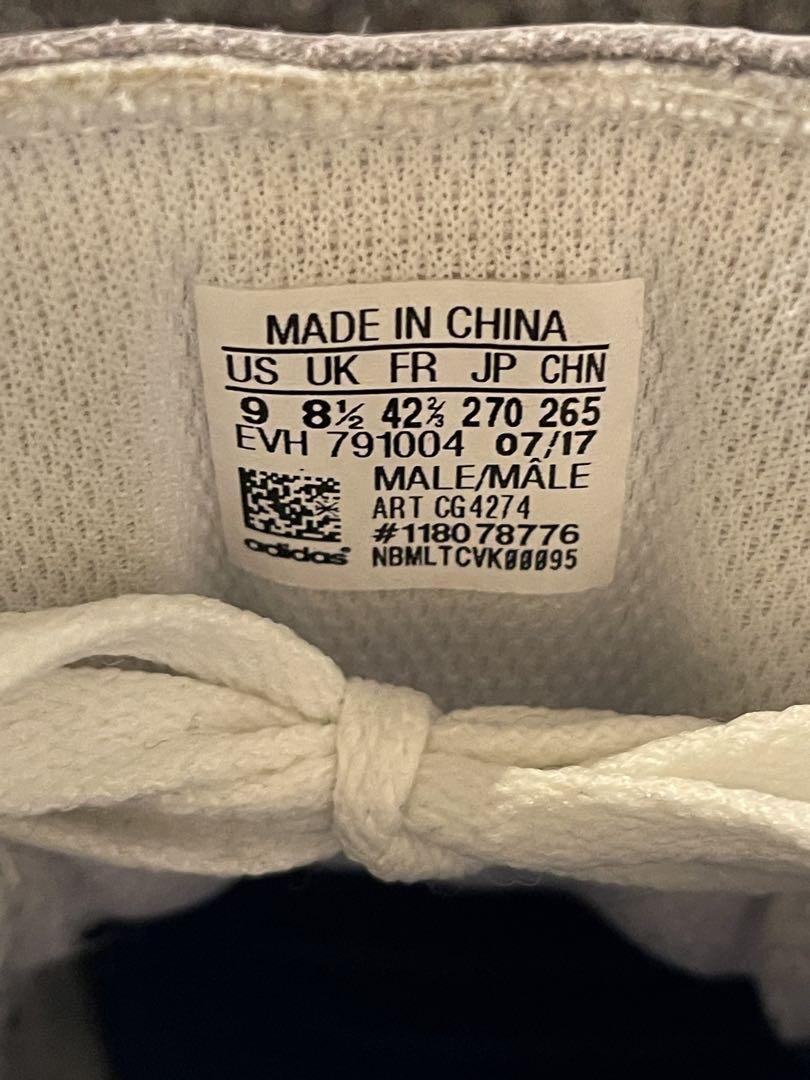 MADE IN CHINA
US UK FR JP CHN
9 8½ 42⅔ 270 265
EVH 791004 07/17
MALE/MÂLE
ART CG4274
#118078776
adidas® NBMLTCVK00095